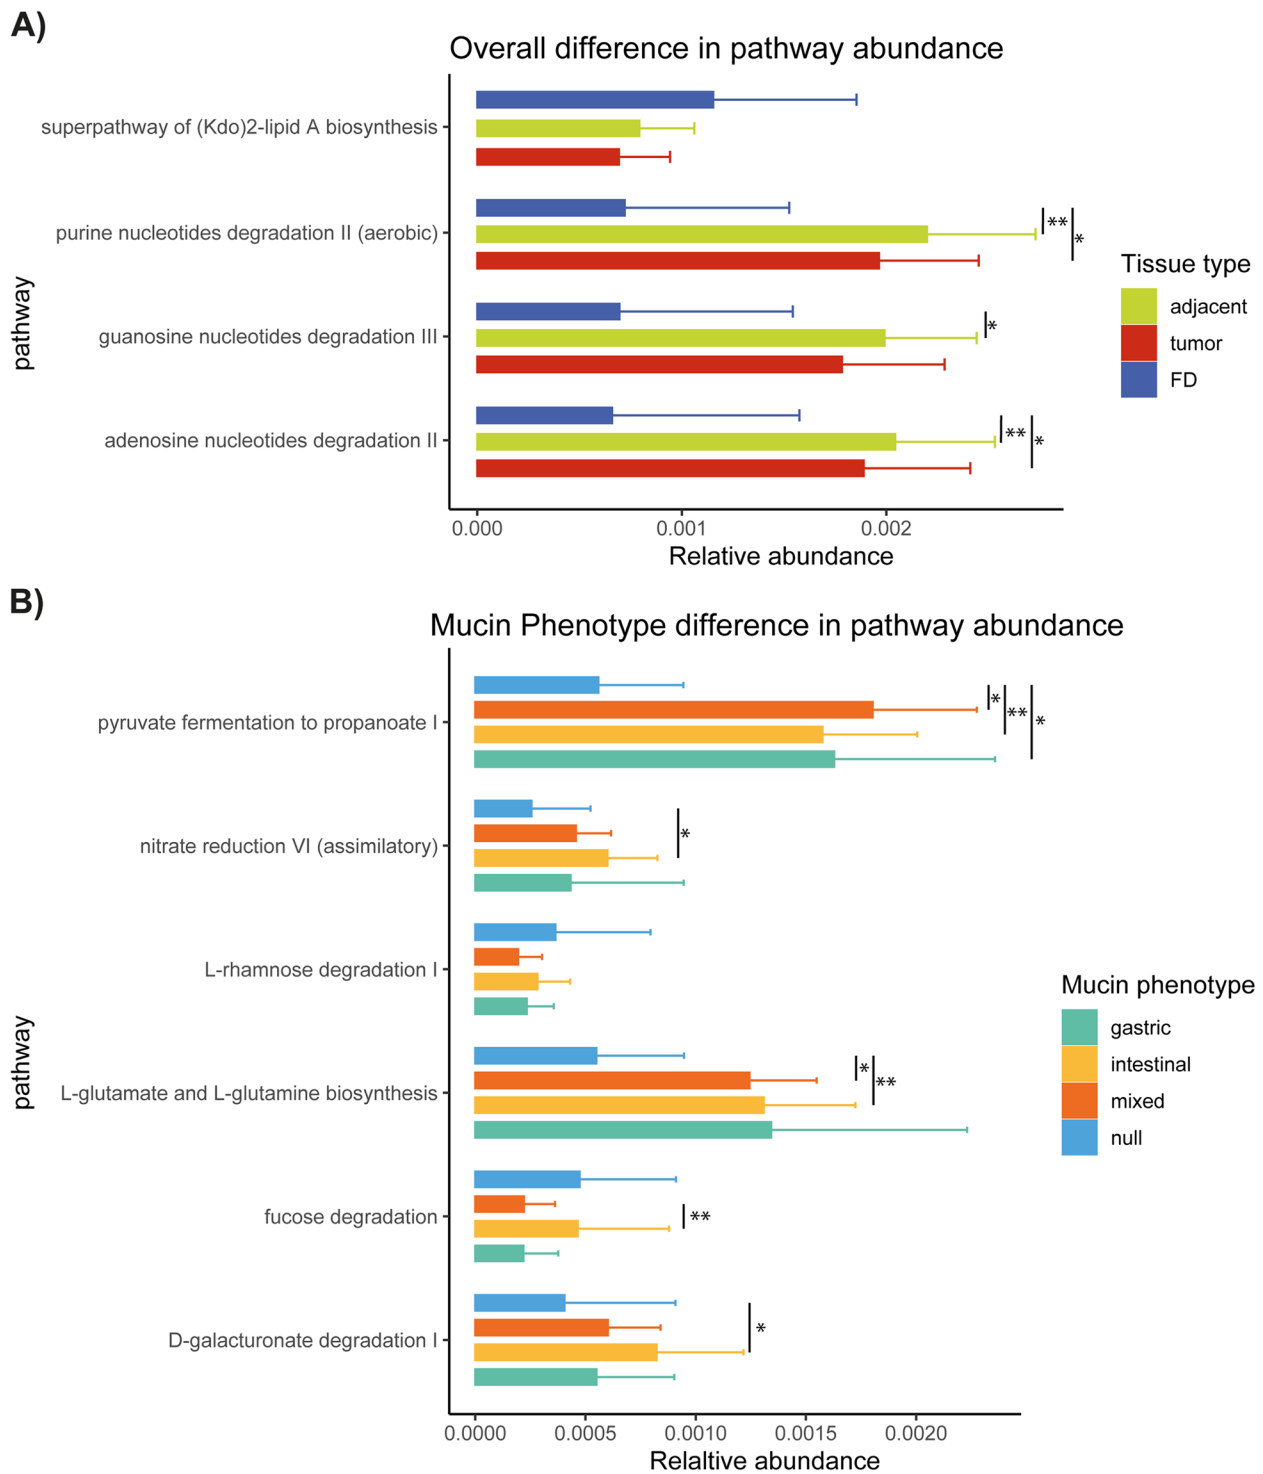 A)
Overall difference in pathway abundance
superpathway of (Kdo)2-lipid A biosynthesis
purine nucleotides degradation II (aerobic)
**
*
guanosine nucleotides degradation III
*
adenosine nucleotides degradation II
**
*
pathway
0.000
0.001
0.002
Relative abundance
Tissue type
adjacent
tumor
FD
B)
Mucin Phenotype difference in pathway abundance
pyruvate fermentation to propanoate I
*
**
*
nitrate reduction VI (assimilatory)
*
L-rhamnose degradation I
L-glutamate and L-glutamine biosynthesis
*
**
fucose degradation
**
D-galacturonate degradation I
*
pathway
0.0000
0.0005
0.0010
0.0015
0.0020
Relaltive abundance
Mucin phenotype
gastric
intestinal
mixed
null